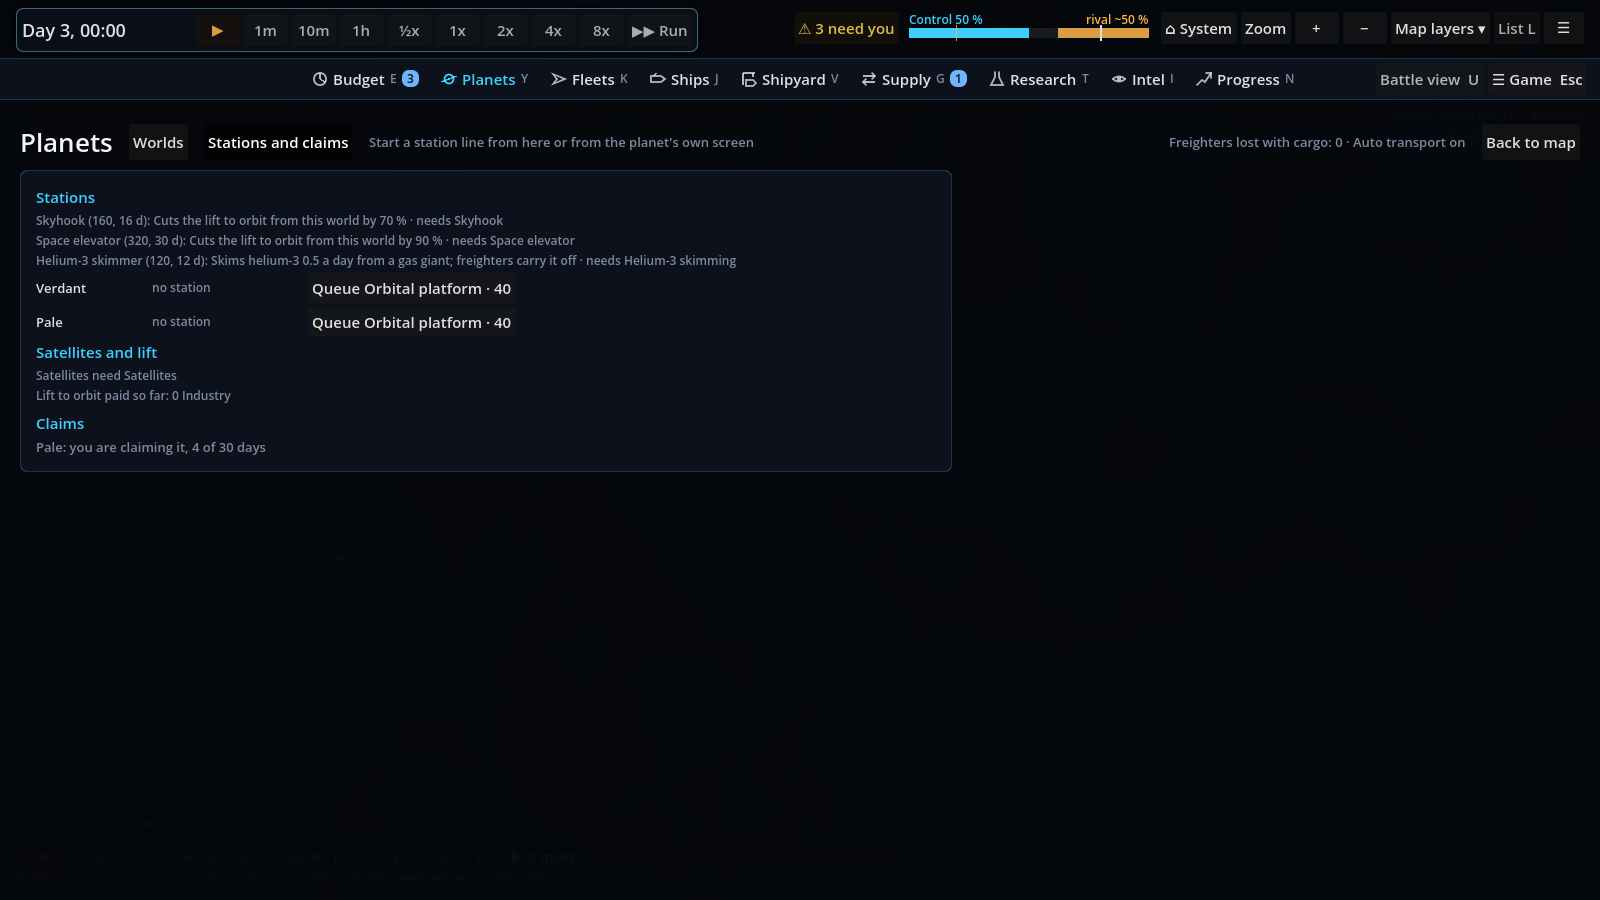 Day 3, 00:00 ▶ 1m 10m 1h ½x 1x 2x 4x 8x ▶▶ Run ⚠ 3 need you Control 50 % rival ~50 % ⌂ System Zoom + − Map layers ▾ List L ☰
Budget E 3 Planets Y Fleets K Ships J Shipyard V Supply G 1 Research T Intel I Progress N Battle view U ☰ Game Esc
Planets Worlds Stations and claims Start a station line from here or from the planet's own screen Freighters lost with cargo: 0 · Auto transport on Back to map
Stations
Skyhook (160, 16 d): Cuts the lift to orbit from this world by 70 % · needs Skyhook
Space elevator (320, 30 d): Cuts the lift to orbit from this world by 90 % · needs Space elevator
Helium-3 skimmer (120, 12 d): Skims helium-3 0.5 a day from a gas giant; freighters carry it off · needs Helium-3 skimming
Verdant no station Queue Orbital platform · 40
Pale no station Queue Orbital platform · 40
Satellites and lift
Satellites need Satellites
Lift to orbit paid so far: 0 Industry
Claims
Pale: you are claiming it, 4 of 30 days
▶ 3 more